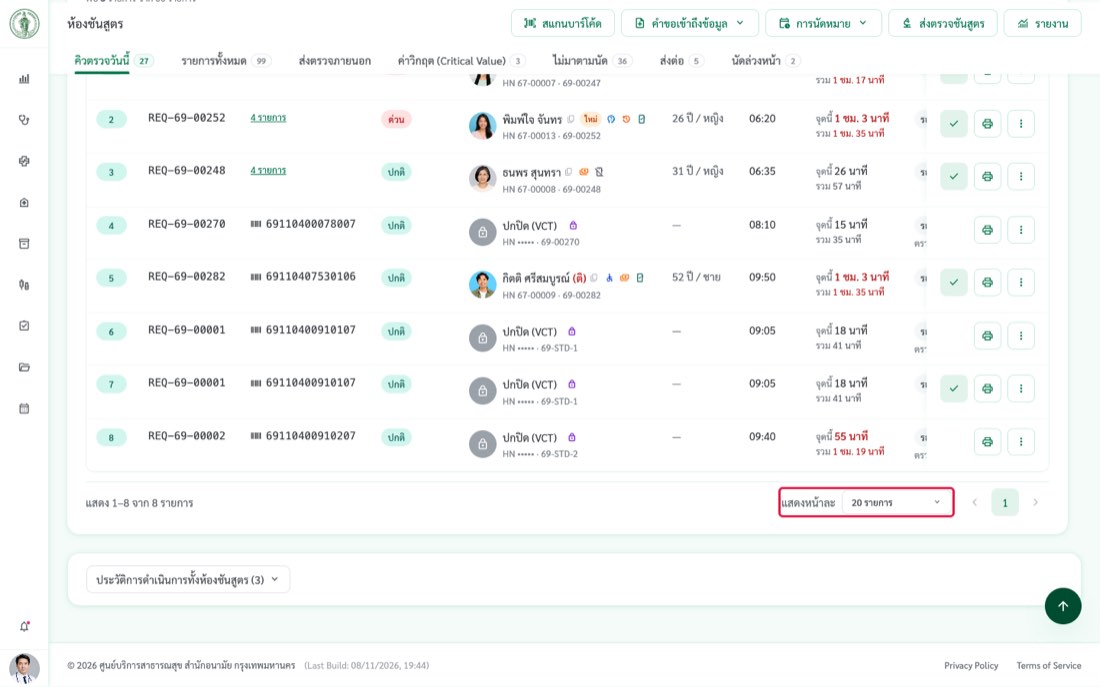 ห้องชันสูตร
สแกนบาร์โค้ด
คำขอเข้าถึงข้อมูล
การนัดหมาย
ส่งตรวจชันสูตร
รายงาน
คิวตรวจวันนี้ 27
รายการทั้งหมด 99
ส่งตรวจภายนอก
ค่าวิกฤต (Critical Value) 3
ไม่มาตามนัด 36
ส่งต่อ 5
นัดล่วงหน้า 2
HN 67-00007 · 69-00247
รวม 1 ชม. 17 นาที
2 REQ-69-00252 4 รายการ ด่วน พิมพ์ใจ จันทร ใหม่ 26 ปี / หญิง 06:20 จุดนี้ 1 ชม. 3 นาที
HN 67-00013 · 69-00252 รวม 1 ชม. 35 นาที
3 REQ-69-00248 4 รายการ ปกติ ธนพร สุนทรา 31 ปี / หญิง 06:35 จุดนี้ 26 นาที
HN 67-00008 · 69-00248 รวม 57 นาที
4 REQ-69-00270 69110400078007 ปกติ ปกปิด (VCT) — 08:10 จุดนี้ 15 นาที
HN ••••• · 69-00270 รวม 35 นาที
5 REQ-69-00282 69110407530106 ปกติ กิตติ ศรีสมบูรณ์ (ดิ) 52 ปี / ชาย 09:50 จุดนี้ 1 ชม. 3 นาที
HN 67-00009 · 69-00282 รวม 1 ชม. 35 นาที
6 REQ-69-00001 69110400910107 ปกติ ปกปิด (VCT) — 09:05 จุดนี้ 18 นาที
HN ••••• · 69-STD-1 รวม 41 นาที
7 REQ-69-00001 69110400910107 ปกติ ปกปิด (VCT) — 09:05 จุดนี้ 18 นาที
HN ••••• · 69-STD-1 รวม 41 นาที
8 REQ-69-00002 69110400910207 ปกติ ปกปิด (VCT) — 09:40 จุดนี้ 55 นาที
HN ••••• · 69-STD-2 รวม 1 ชม. 19 นาที
แสดง 1–8 จาก 8 รายการ
แสดงหน้าละ 20 รายการ
1
ประวัติการดำเนินการทั้งห้องชันสูตร (3)
© 2026 ศูนย์บริการสาธารณสุข สำนักอนามัย กรุงเทพมหานคร (Last Build: 08/11/2026, 19:44)
Privacy Policy Terms of Service